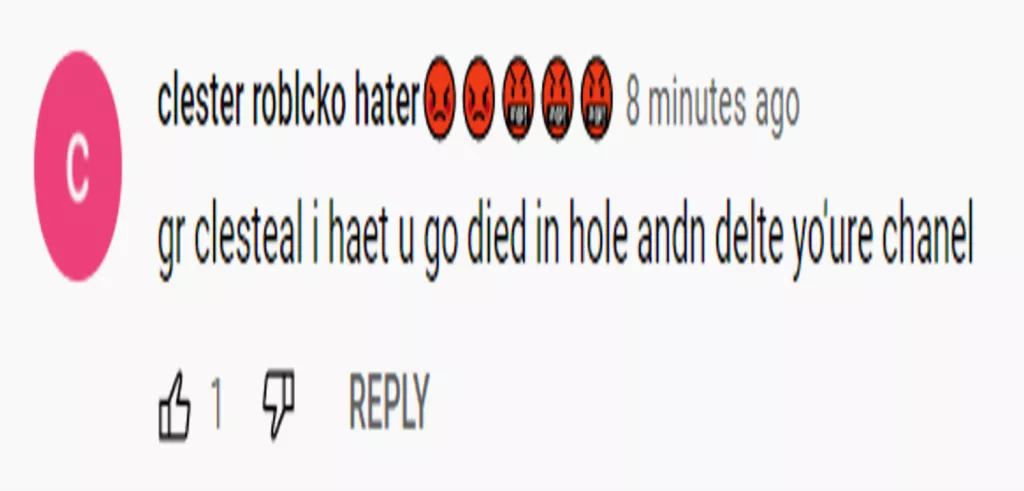 C
clester roblcko hater😡😡🤬🤬🤬 8 minutes ago
gr clesteal i haet u go died in hole andn delte yo'ure chanel
1 REPLY